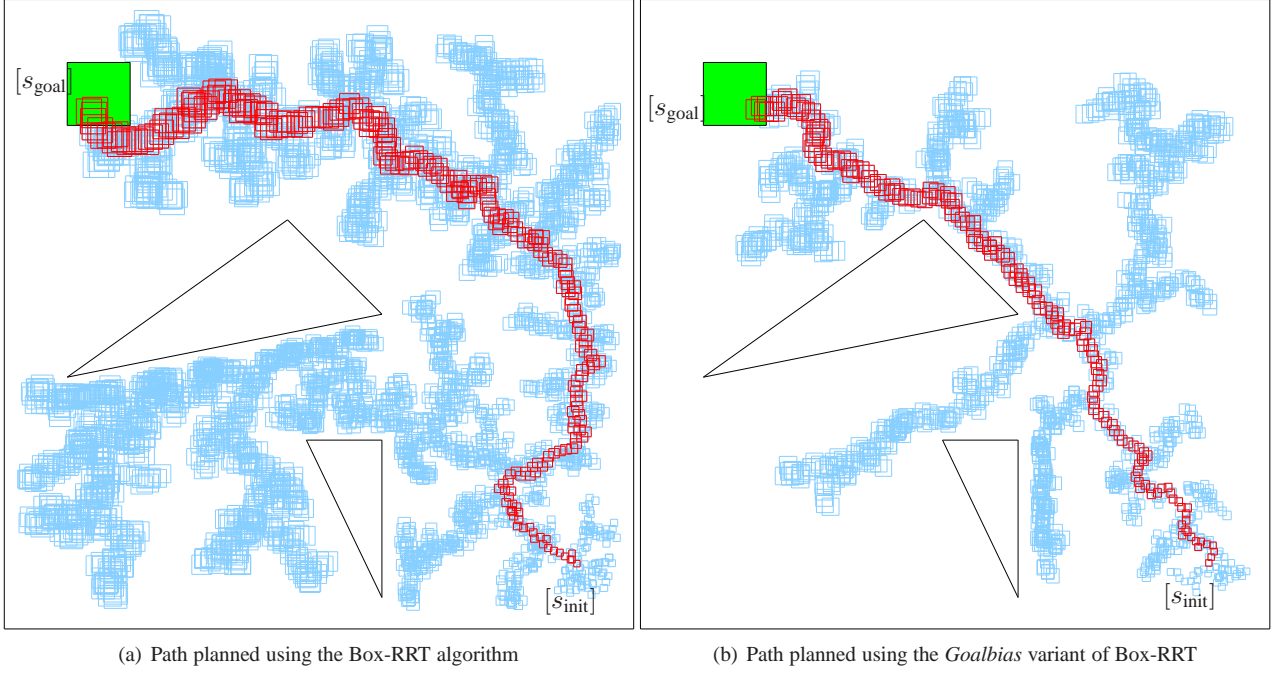 [s_goal]
[s_goal]
[s_init]
[s_init]
(a) Path planned using the Box-RRT algorithm
(b) Path planned using the Goalbias variant of Box-RRT